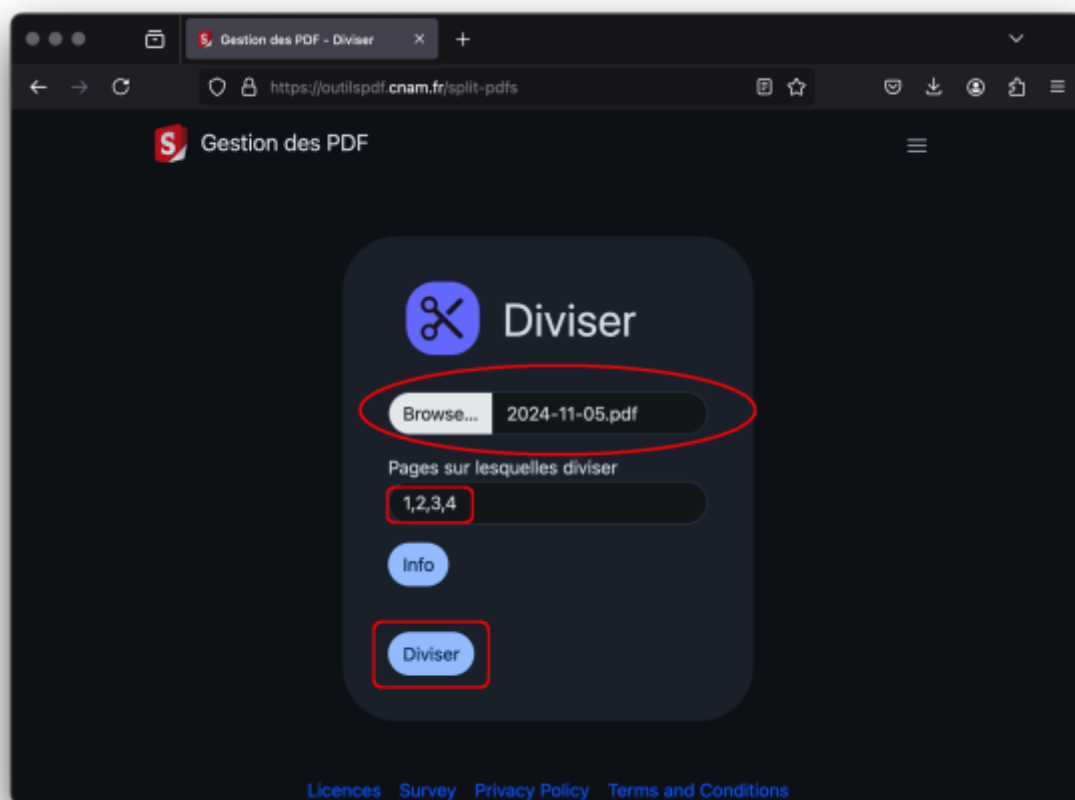 Gestion des PDF - Diviser
https://outilspdf.cnam.fr/split-pdfs
S Gestion des PDF
Diviser
Browse... 2024-11-05.pdf
Pages sur lesquelles diviser
1,2,3,4
Info
Diviser
Licences Survey Privacy Policy Terms and Conditions